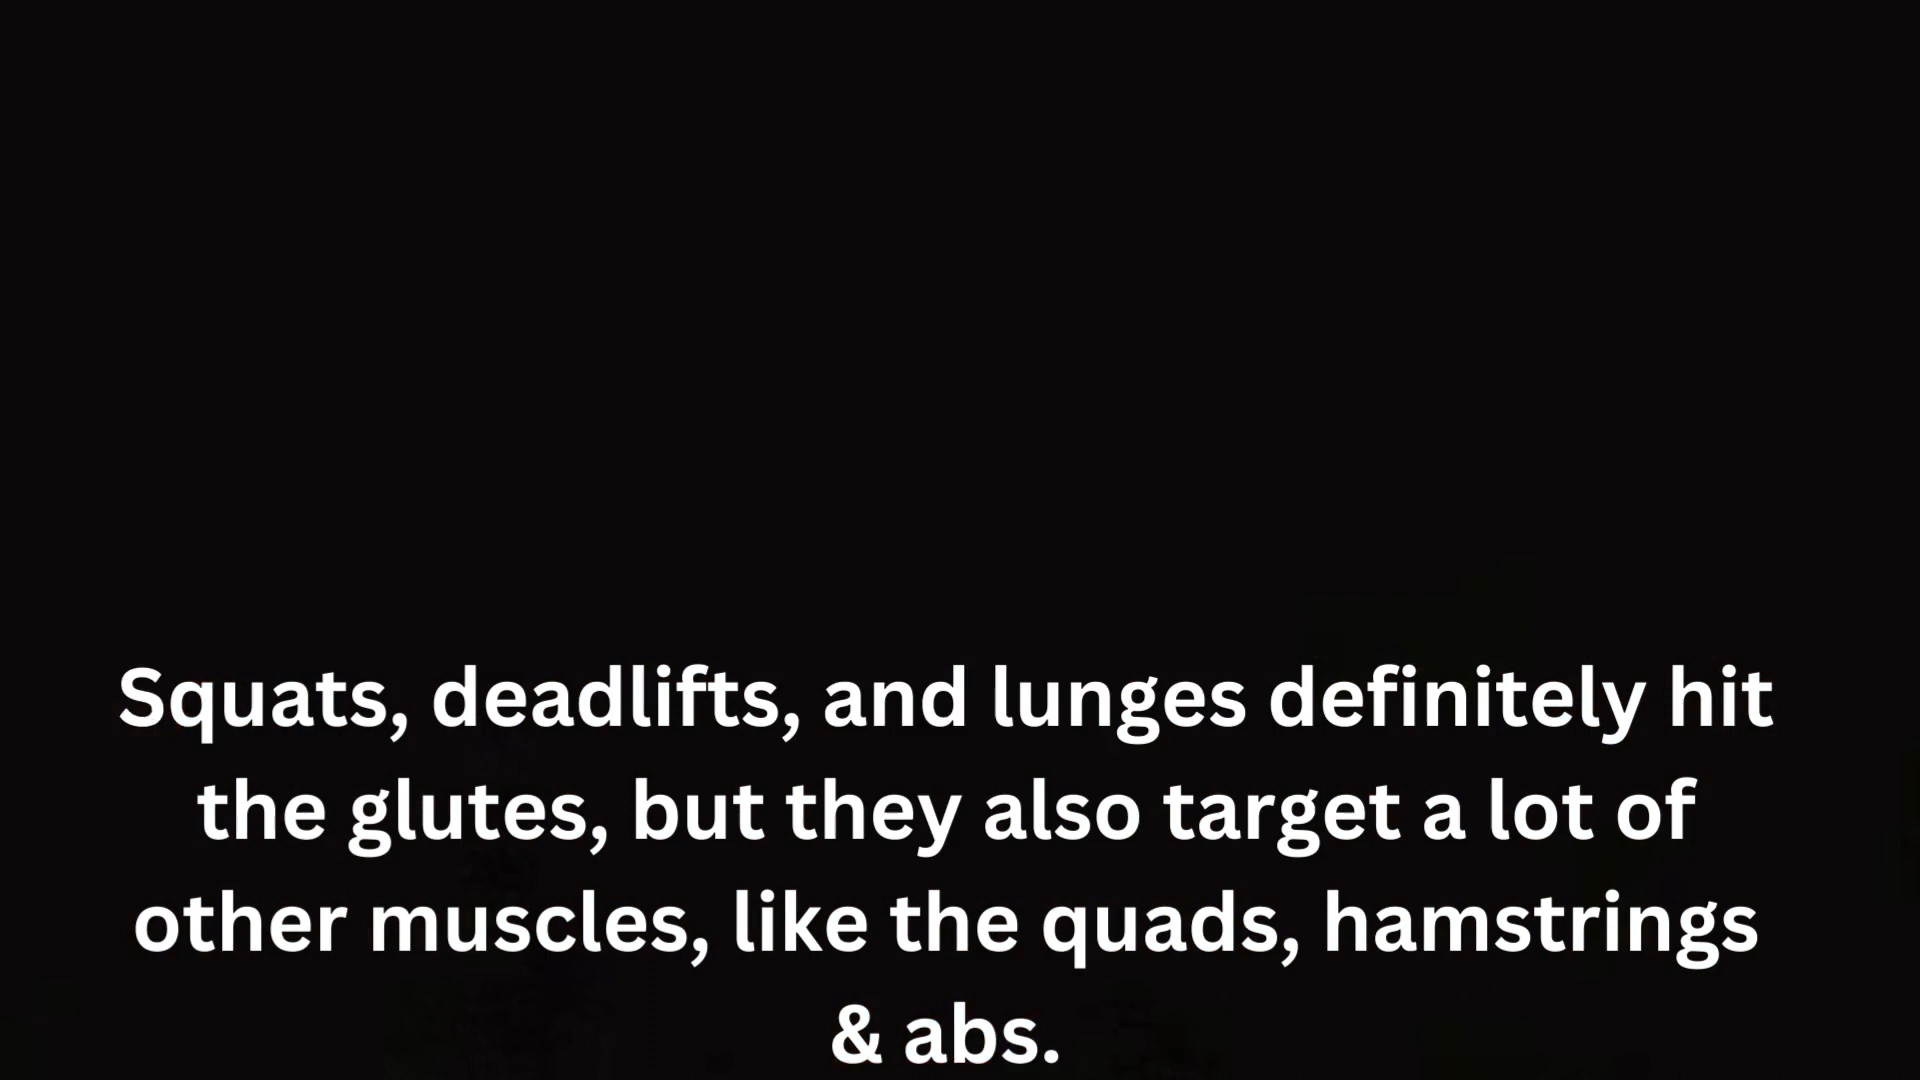 Squats, deadlifts, and lunges definitely hit
the glutes, but they also target a lot of
other muscles, like the quads, hamstrings
& abs.